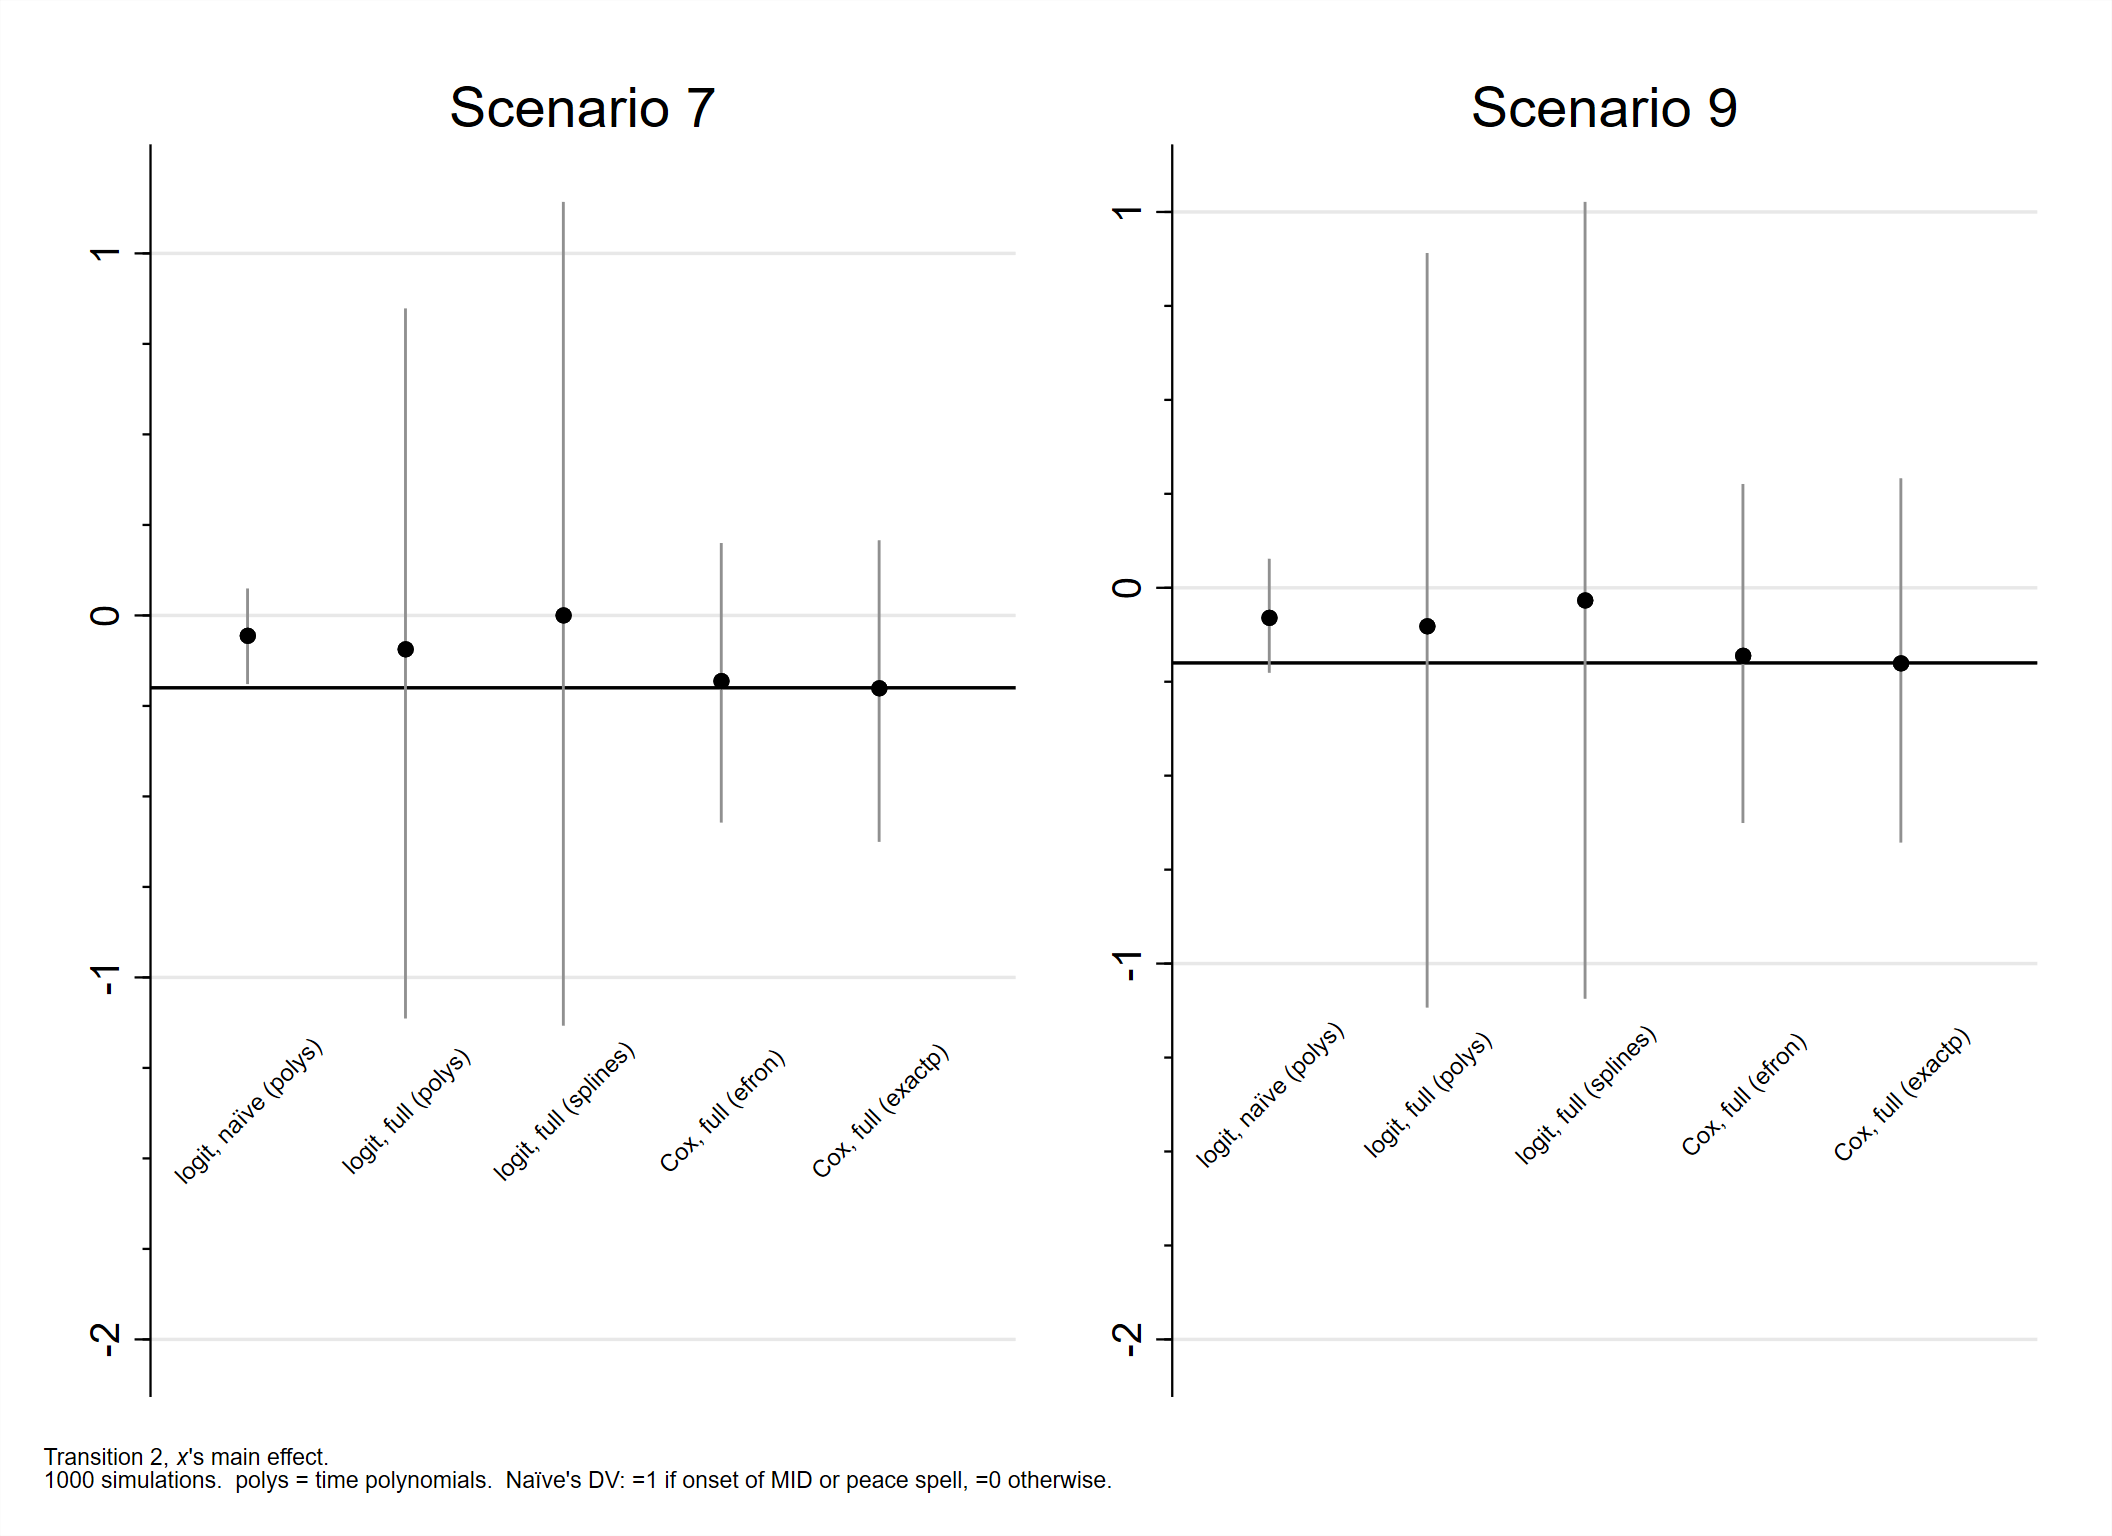 Scenario 7
1
0
-1
-2
logit, naïve (polys)
logit, full (polys)
logit, full (splines)
Cox, full (efron)
Cox, full (exactp)
Scenario 9
1
0
-1
-2
logit, naïve (polys)
logit, full (polys)
logit, full (splines)
Cox, full (efron)
Cox, full (exactp)
Transition 2, x's main effect.
1000 simulations.  polys = time polynomials.  Naïve's DV: =1 if onset of MID or peace spell, =0 otherwise.